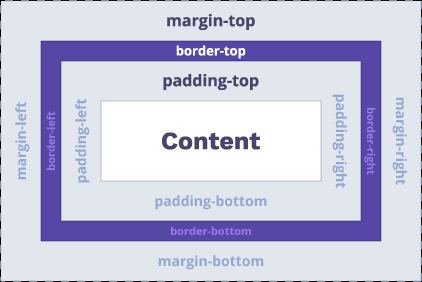 margin-top
border-top
padding-top
margin-left
border-left
padding-left
Content
padding-right
border-right
margin-right
padding-bottom
border-bottom
margin-bottom